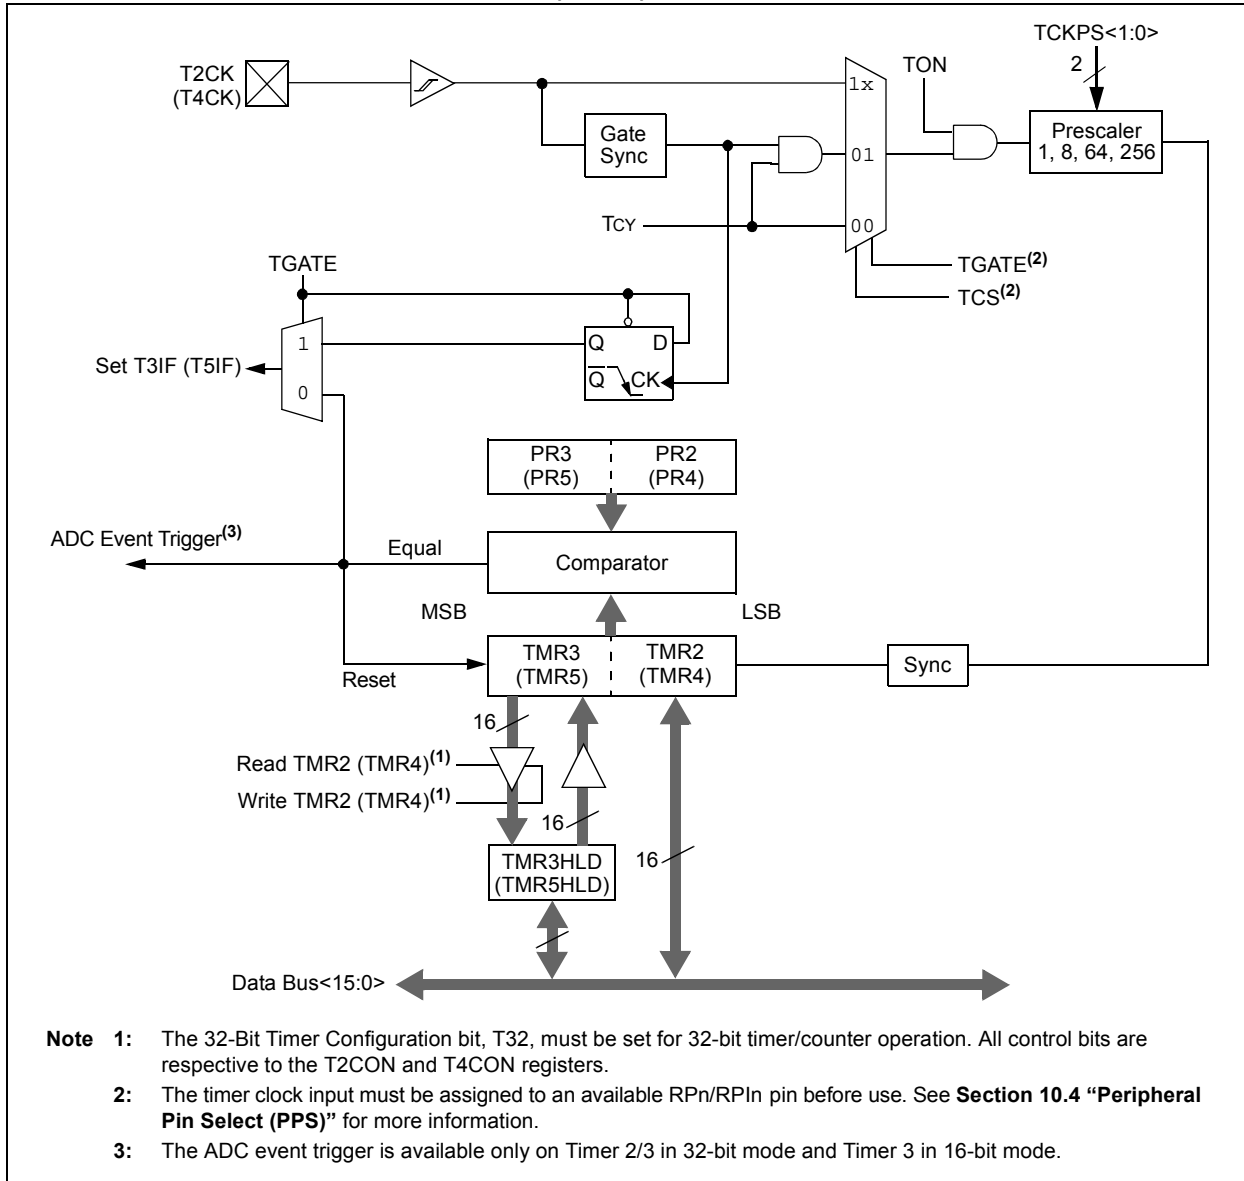 TCKPS<1:0>
2
T2CK
(T4CK)
1x
TON
Gate
Sync
01
Prescaler
1, 8, 64, 256
TCY
00
TGATE(2)
TCS(2)
TGATE
1
Q
D
Set T3IF (T5IF)
0
Q
CK
PR3
(PR5)
PR2
(PR4)
ADC Event Trigger(3)
Equal
Comparator
MSB
LSB
TMR3
(TMR5)
TMR2
(TMR4)
Sync
Reset
16
Read TMR2 (TMR4)(1)
Write TMR2 (TMR4)(1)
16
TMR3HLD
(TMR5HLD)
16
Data Bus<15:0>
Note 1: The 32-Bit Timer Configuration bit, T32, must be set for 32-bit timer/counter operation. All control bits are
respective to the T2CON and T4CON registers.
2: The timer clock input must be assigned to an available RPn/RPIn pin before use. See Section 10.4 “Peripheral
Pin Select (PPS)” for more information.
3: The ADC event trigger is available only on Timer 2/3 in 32-bit mode and Timer 3 in 16-bit mode.